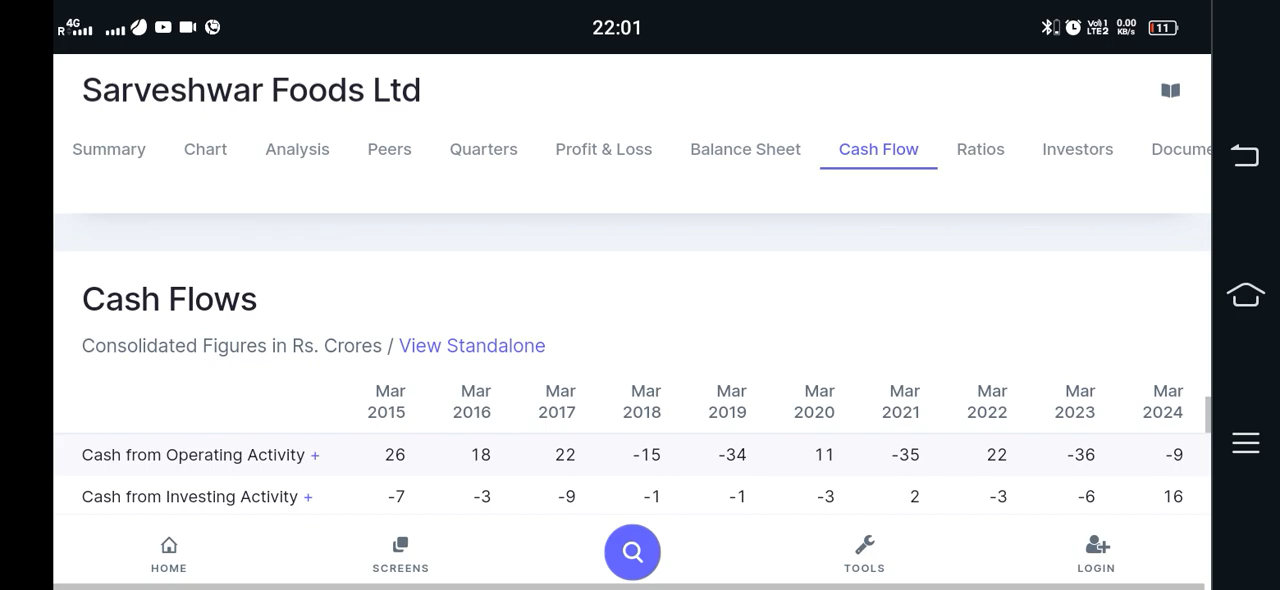 R 4G 22:01 Vol) 1 LTE2 0.00 KB/s 11
Sarveshwar Foods Ltd
Summary Chart Analysis Peers Quarters Profit & Loss Balance Sheet Cash Flow Ratios Investors Docume
Cash Flows
Consolidated Figures in Rs. Crores / View Standalone
Mar Mar Mar Mar Mar Mar Mar Mar Mar Mar
2015 2016 2017 2018 2019 2020 2021 2022 2023 2024
Cash from Operating Activity + 26 18 22 -15 -34 11 -35 22 -36 -9
Cash from Investing Activity + -7 -3 -9 -1 -1 -3 2 -3 -6 16
HOME SCREENS TOOLS LOGIN